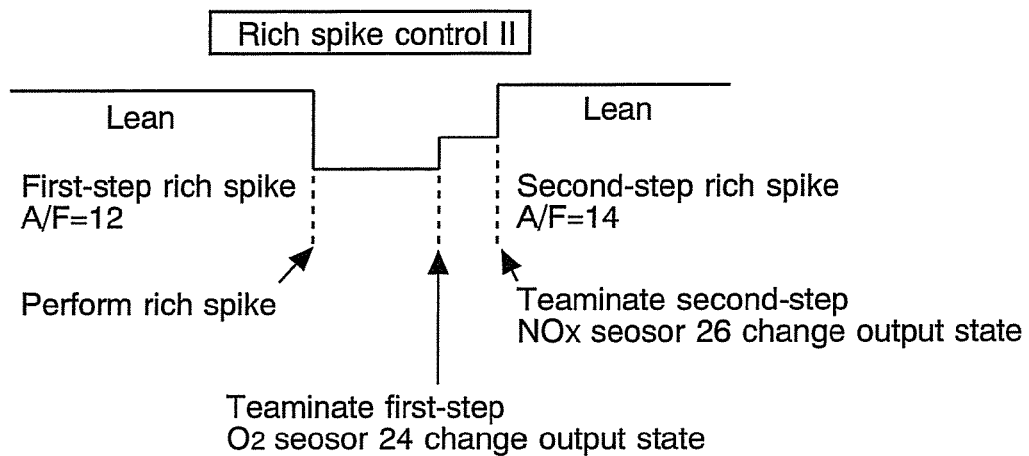 Rich spike control II
Lean
Lean
First-step rich spike
A/F=12
Second-step rich spike
A/F=14
Perform rich spike
Teaminate second-step
NOx seosor 26 change output state
Teaminate first-step
O2 seosor 24 change output state